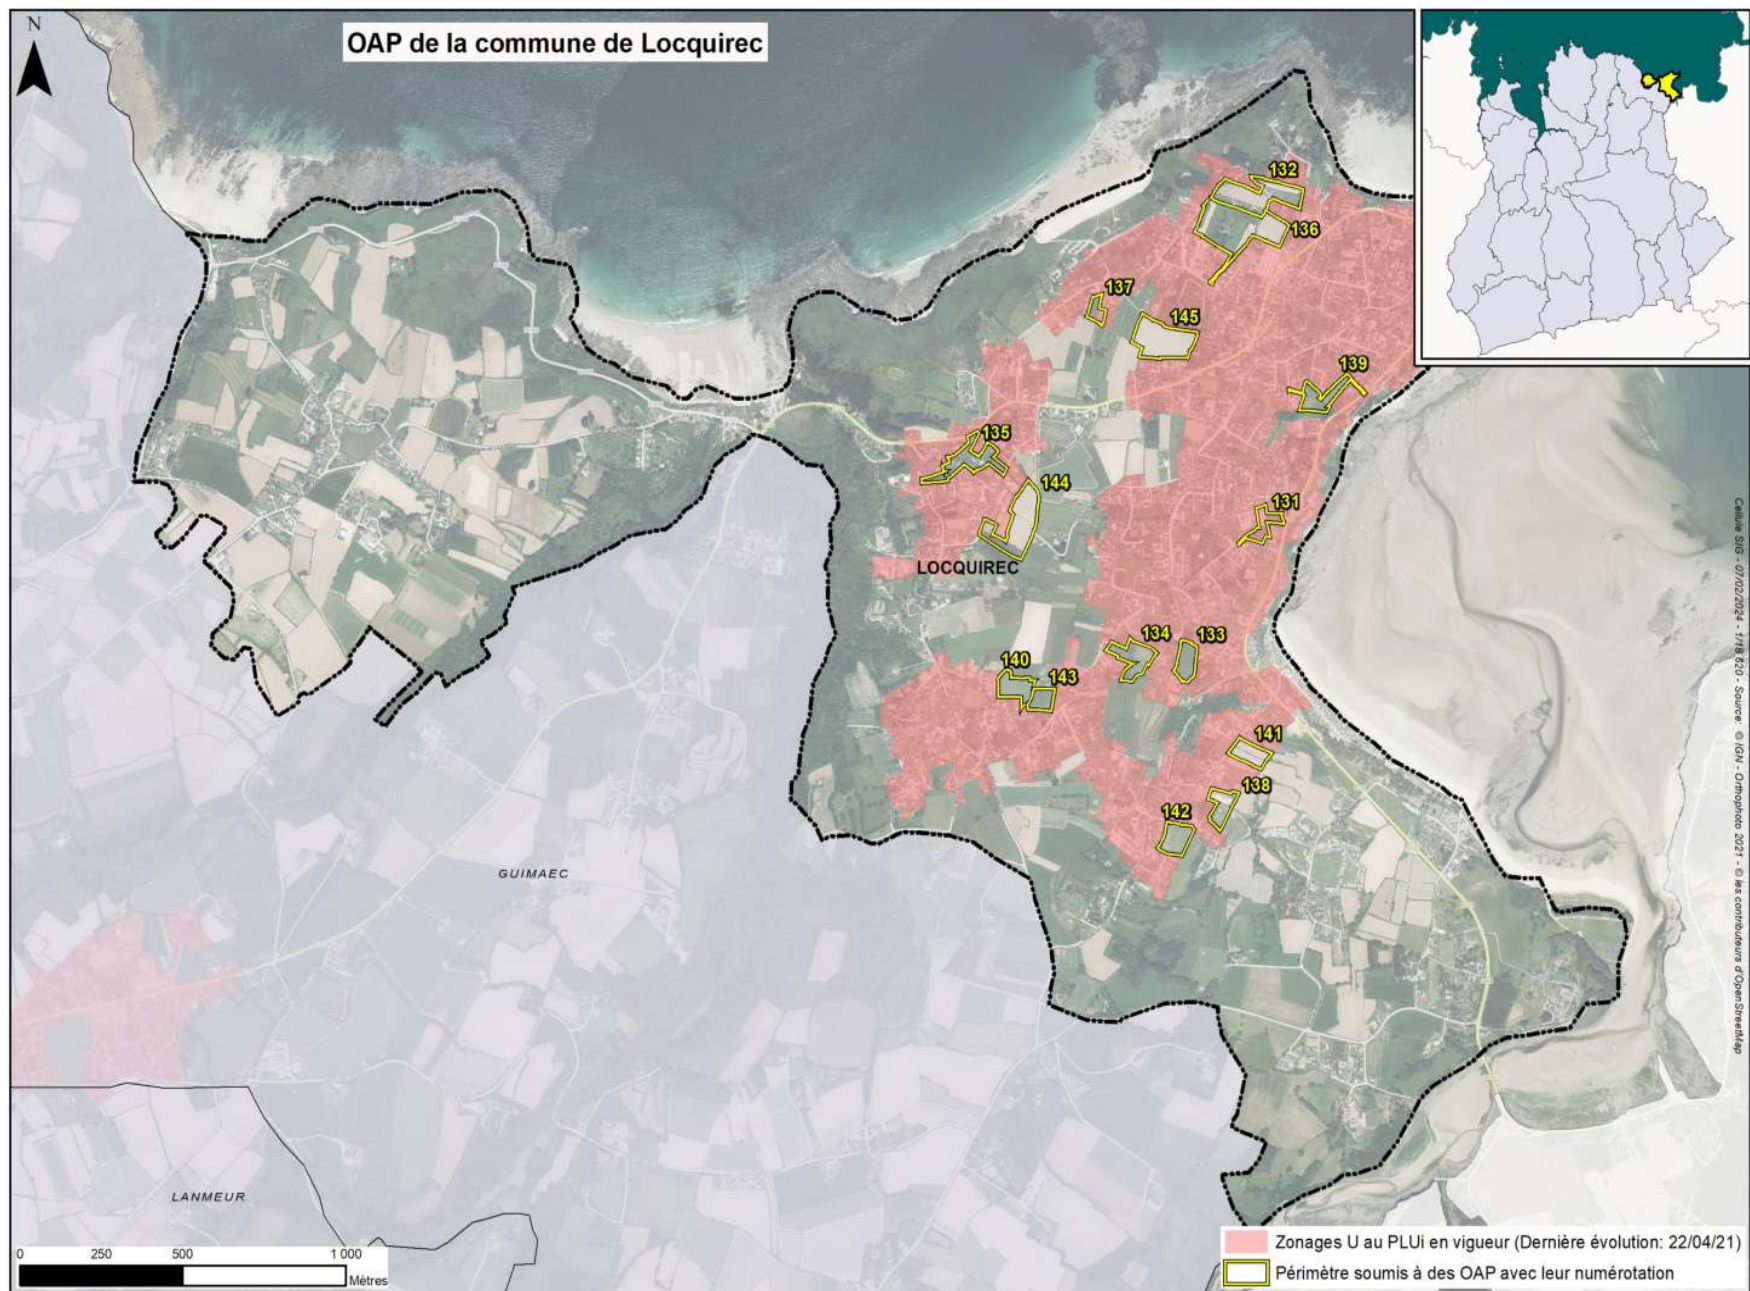 OAP de la commune de Locquirec
N
132
136
137
145
139
135
144
131
LOCQUIREC
134
133
140
143
141
138
142
GUIMAEC
LANMEUR
0 250 500 1 000
Mètres
Zonages U au PLUi en vigueur (Dernière évolution: 22/04/21)
Périmètre soumis à des OAP avec leur numérotation
Cellule SIG - 07/02/2024 - 1/18 620 - Source: © IGN - Orthophoto 2021 - © les contributeurs d'OpenStreetMap